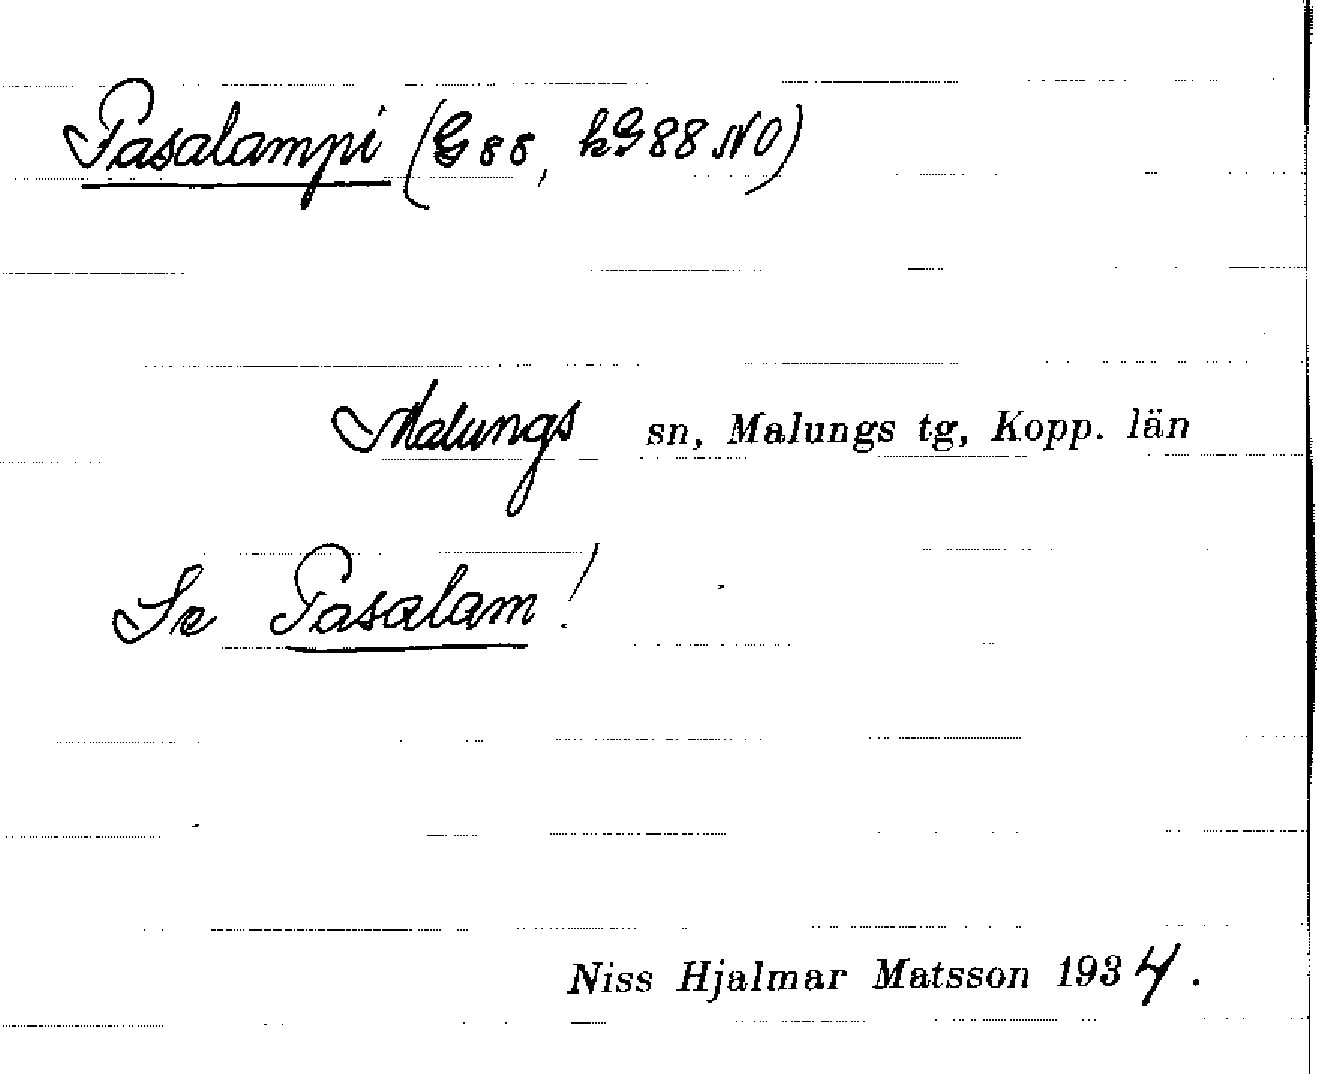 Pasalampi (G 88, kG 88 NO)
Malungs sn, Malungs tg, Kopp. län
Se Pasalam!
Niss Hjalmar Matsson 1934.